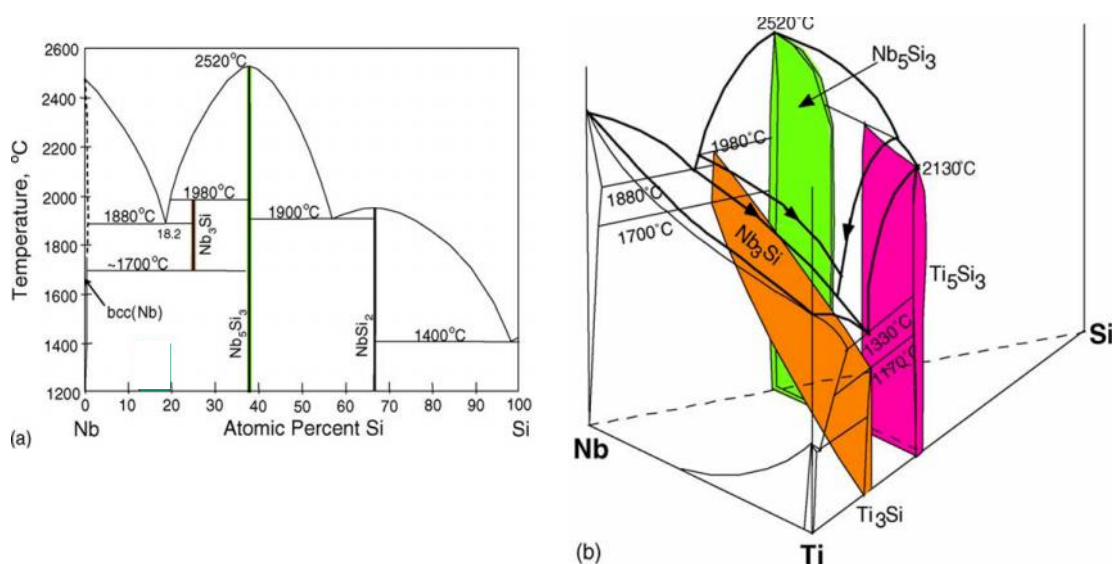 2600
2400
2200
2000
1800
1600
1400
1200
Temperature, °C
2520°C
1980°C
1880°C
18.2
Nb3Si
1900°C
~1700°C
bcc(Nb)
Nb5Si3
NbSi2
1400°C
0 10 20 30 40 50 60 70 80 90 100
Nb Atomic Percent Si Si
(a)
2520°C
Nb5Si3
1980°C
2130°C
1880°C
1700°C
Nb3Si
Ti5Si3
1330°C
1170°C
Si
Nb
Ti3Si
Ti
(b)